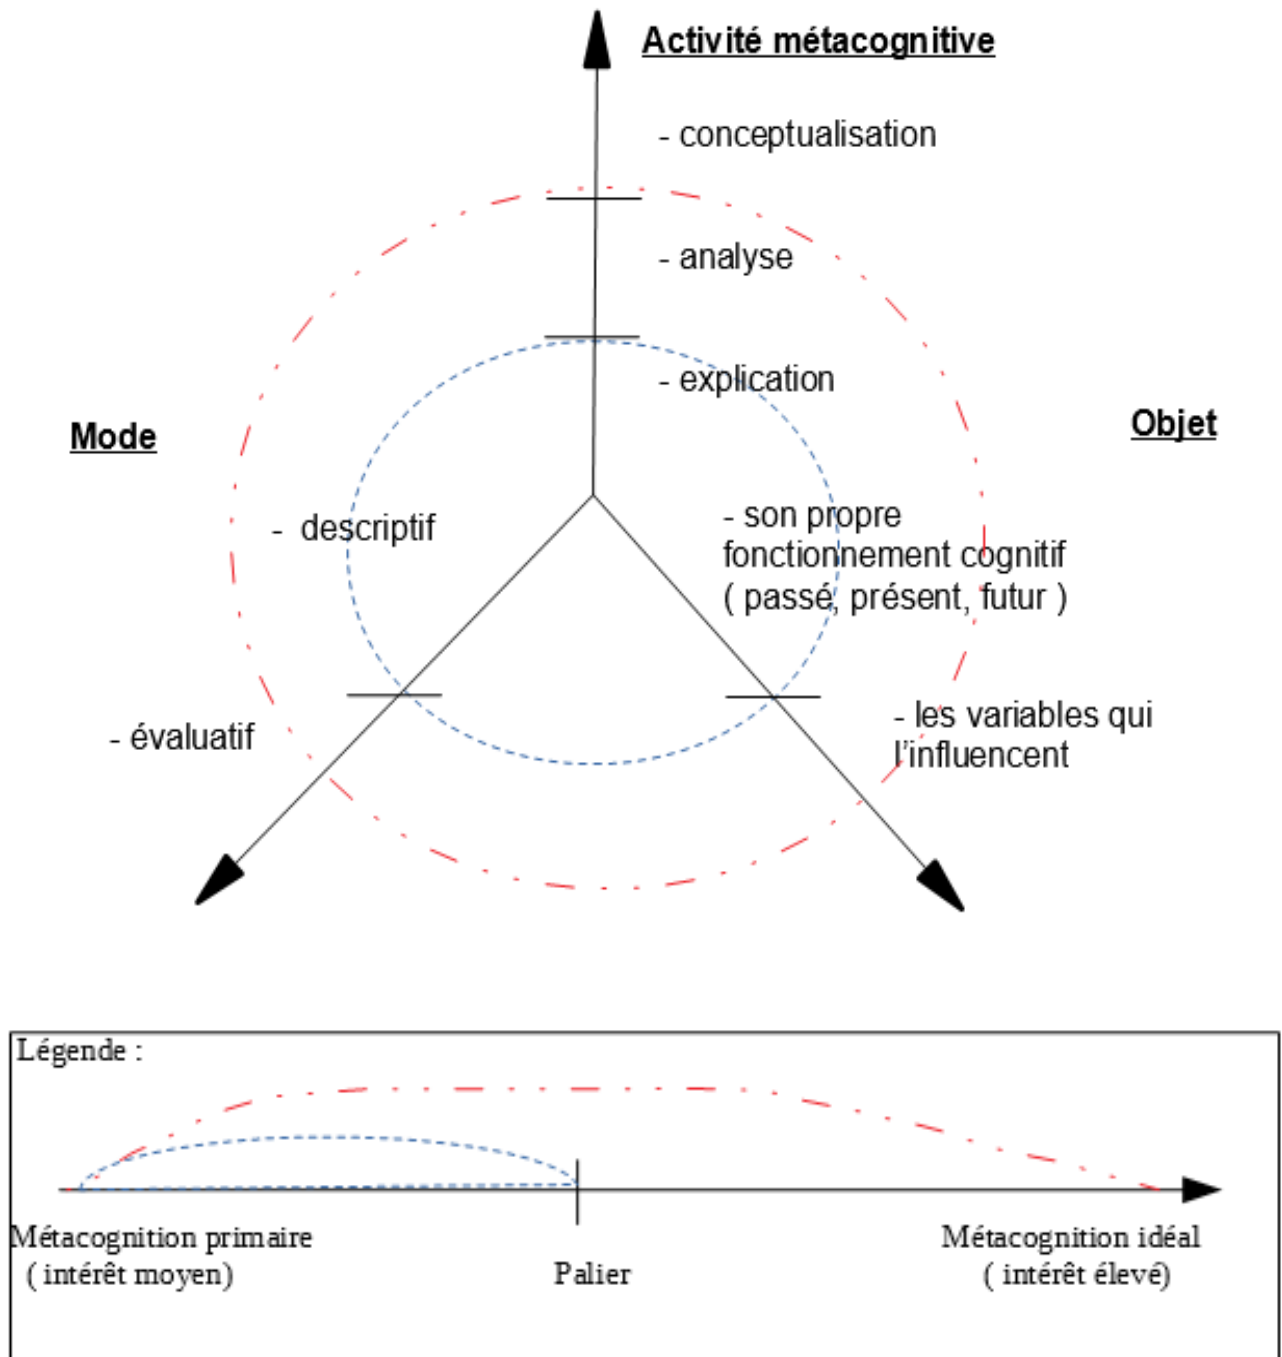 Activité métacognitive
- conceptualisation
- analyse
- explication
Mode
Objet
- descriptif
- son propre
fonctionnement cognitif
( passé, présent, futur )
- évaluatif
- les variables qui
l'influencent
Légende :
Métacognition primaire
( intérêt moyen)
Palier
Métacognition idéal
( intérêt élevé)